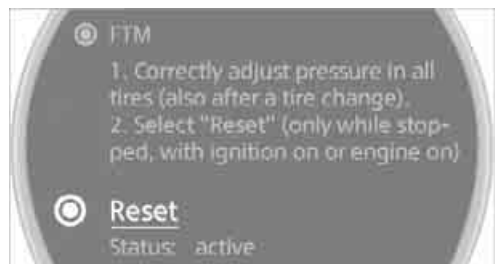 FTM
1. Correctly adjust pressure in all
tires (also after a tire change).
2. Select "Reset" (only while stop-
ped, with ignition on or engine on)
Reset
Status: active